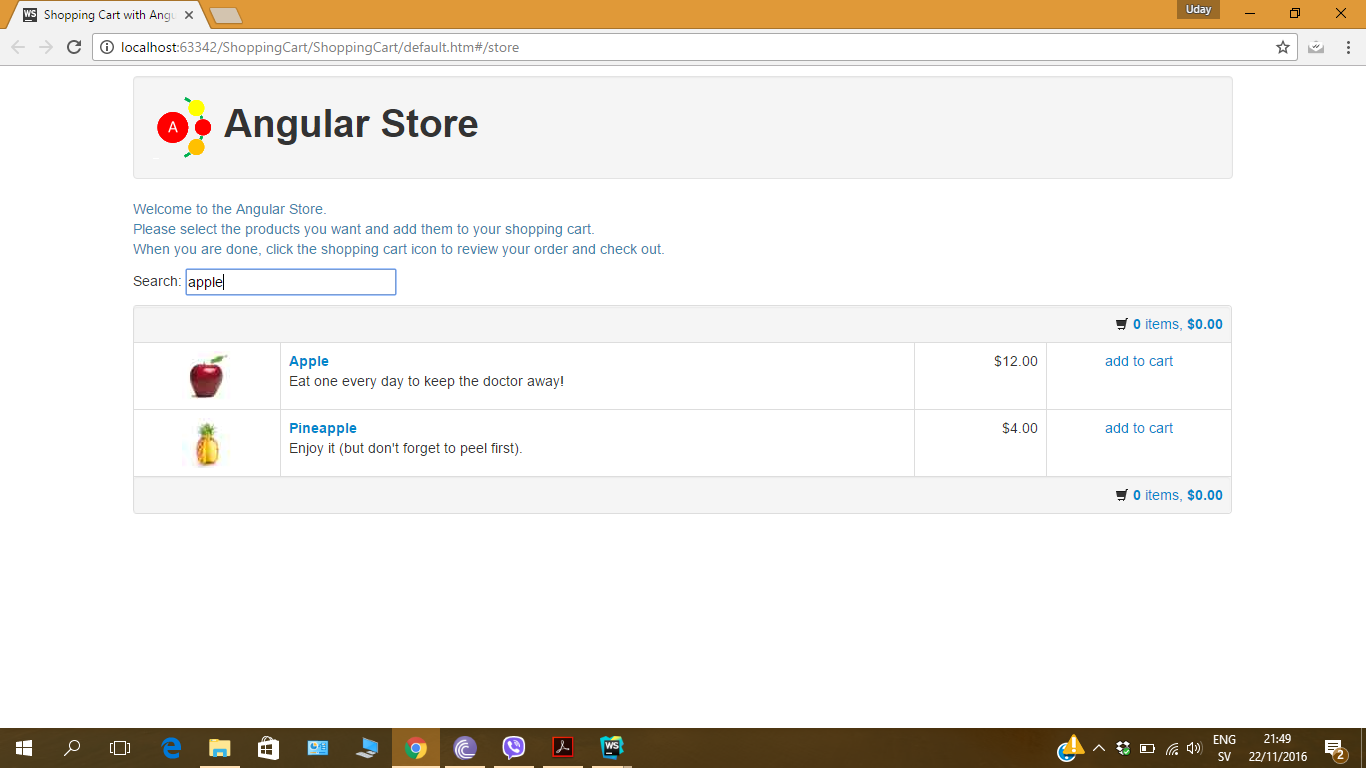 WS Shopping Cart with Angu
Uday
localhost:63342/ShoppingCart/ShoppingCart/default.htm#/store
A Angular Store
Welcome to the Angular Store.
Please select the products you want and add them to your shopping cart.
When you are done, click the shopping cart icon to review your order and check out.
Search: apple
0 items, $0.00
Apple $12.00 add to cart
Eat one every day to keep the doctor away!
Pineapple $4.00 add to cart
Enjoy it (but don't forget to peel first).
0 items, $0.00
WS
ENG 21:49
SV 22/11/2016
2